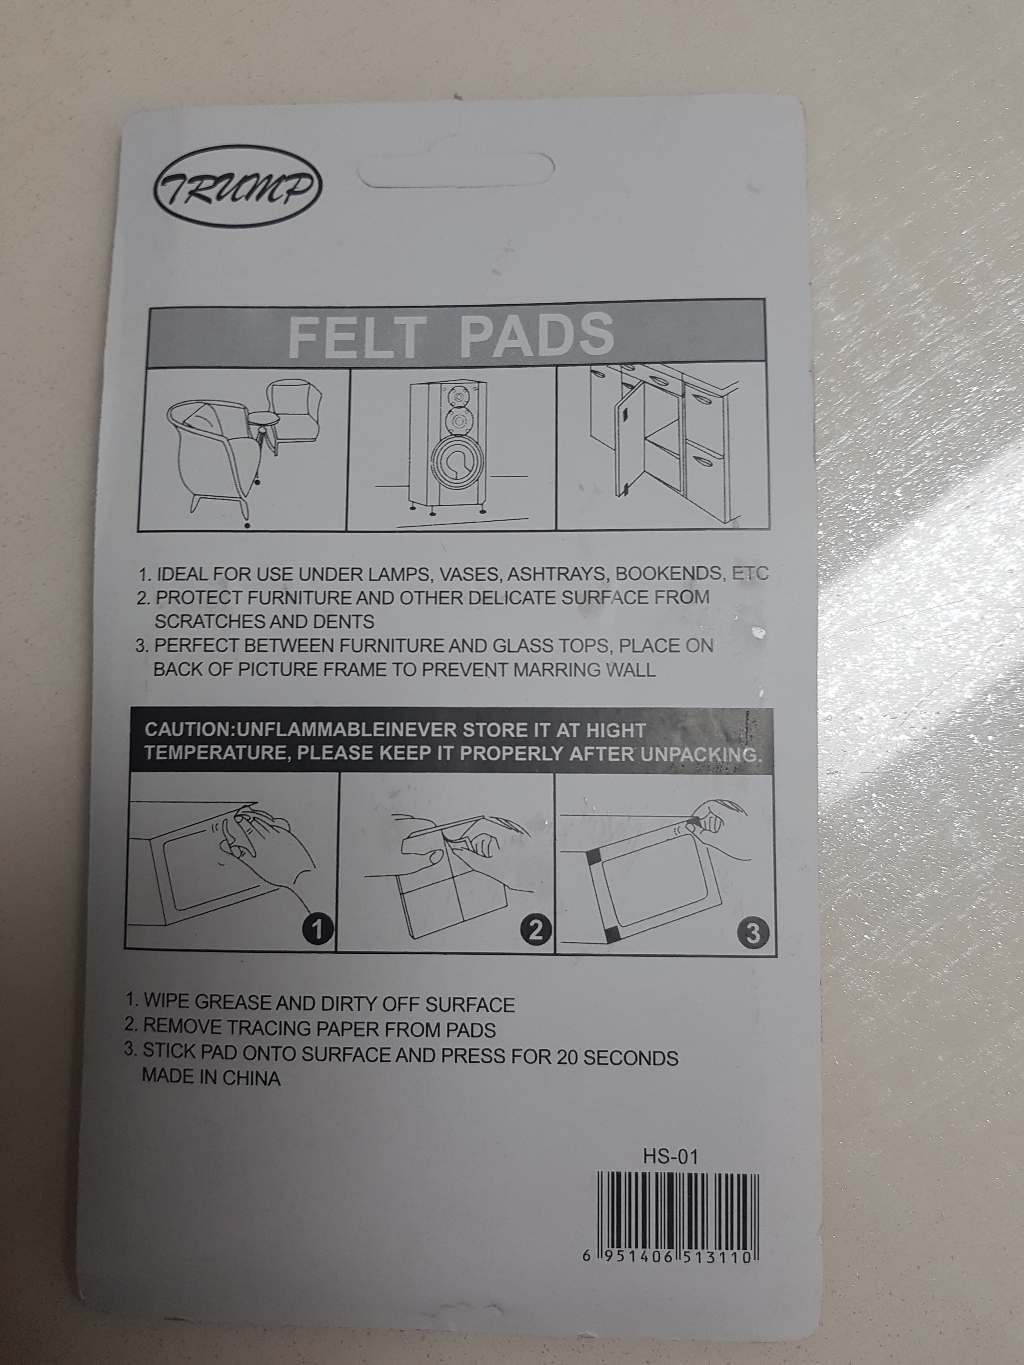 TRUMP
FELT PADS
1. IDEAL FOR USE UNDER LAMPS, VASES, ASHTRAYS, BOOKENDS, ETC
2. PROTECT FURNITURE AND OTHER DELICATE SURFACE FROM
SCRATCHES AND DENTS
3. PERFECT BETWEEN FURNITURE AND GLASS TOPS, PLACE ON
BACK OF PICTURE FRAME TO PREVENT MARRING WALL
CAUTION:UNFLAMMABLEINEVER STORE IT AT HIGHT
TEMPERATURE, PLEASE KEEP IT PROPERLY AFTER UNPACKING.
1 2 3
1. WIPE GREASE AND DIRTY OFF SURFACE
2. REMOVE TRACING PAPER FROM PADS
3. STICK PAD ONTO SURFACE AND PRESS FOR 20 SECONDS
MADE IN CHINA
HS-01
6 951406 513110